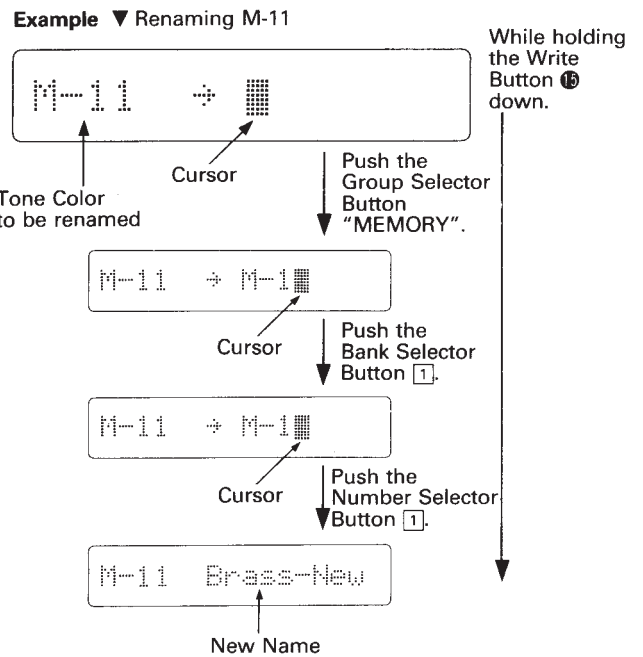 Example ▼ Renaming M-11
While holding
the Write
Button ⓯
down.
M-11 →
Cursor
Tone Color
to be renamed
Push the
Group Selector
Button
"MEMORY".
M-11 → M-1
Cursor
Push the
Bank Selector
Button 1.
M-11 → M-1
Cursor
Push the
Number Selector
Button 1.
M-11 Brass-New
New Name